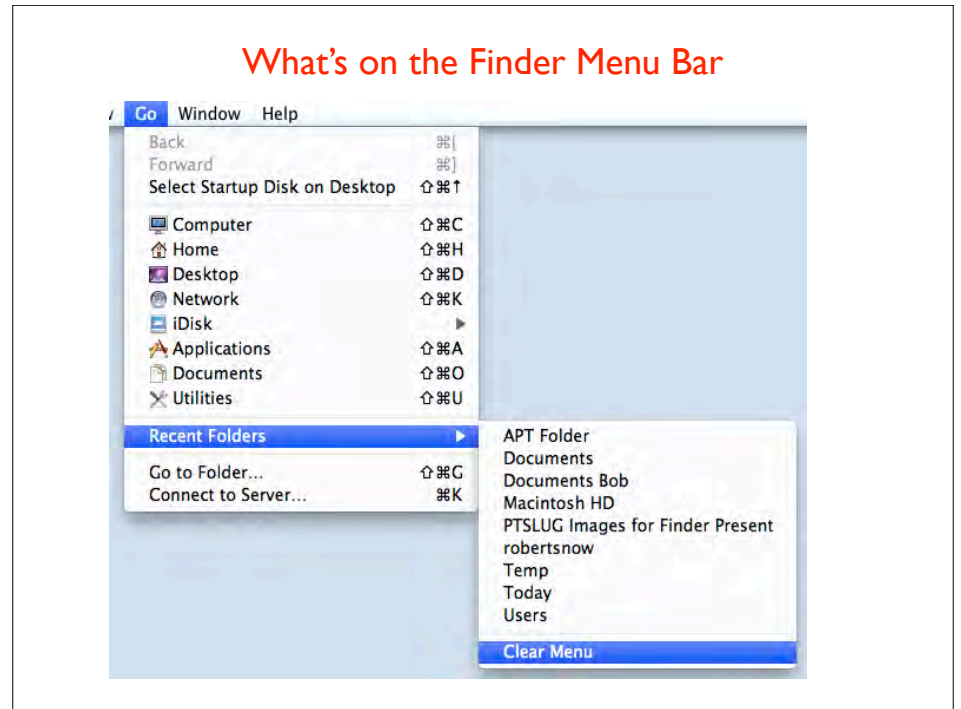 What's on the Finder Menu Bar
Go Window Help
Back ⌘[
Forward ⌘]
Select Startup Disk on Desktop ⇧⌘↑
Computer ⇧⌘C
Home ⇧⌘H
Desktop ⇧⌘D
Network ⇧⌘K
iDisk
Applications ⇧⌘A
Documents ⇧⌘O
Utilities ⇧⌘U
Recent Folders
Go to Folder... ⇧⌘G
Connect to Server... ⌘K
APT Folder
Documents
Documents Bob
Macintosh HD
PTSLUG Images for Finder Present
robertsnow
Temp
Today
Users
Clear Menu